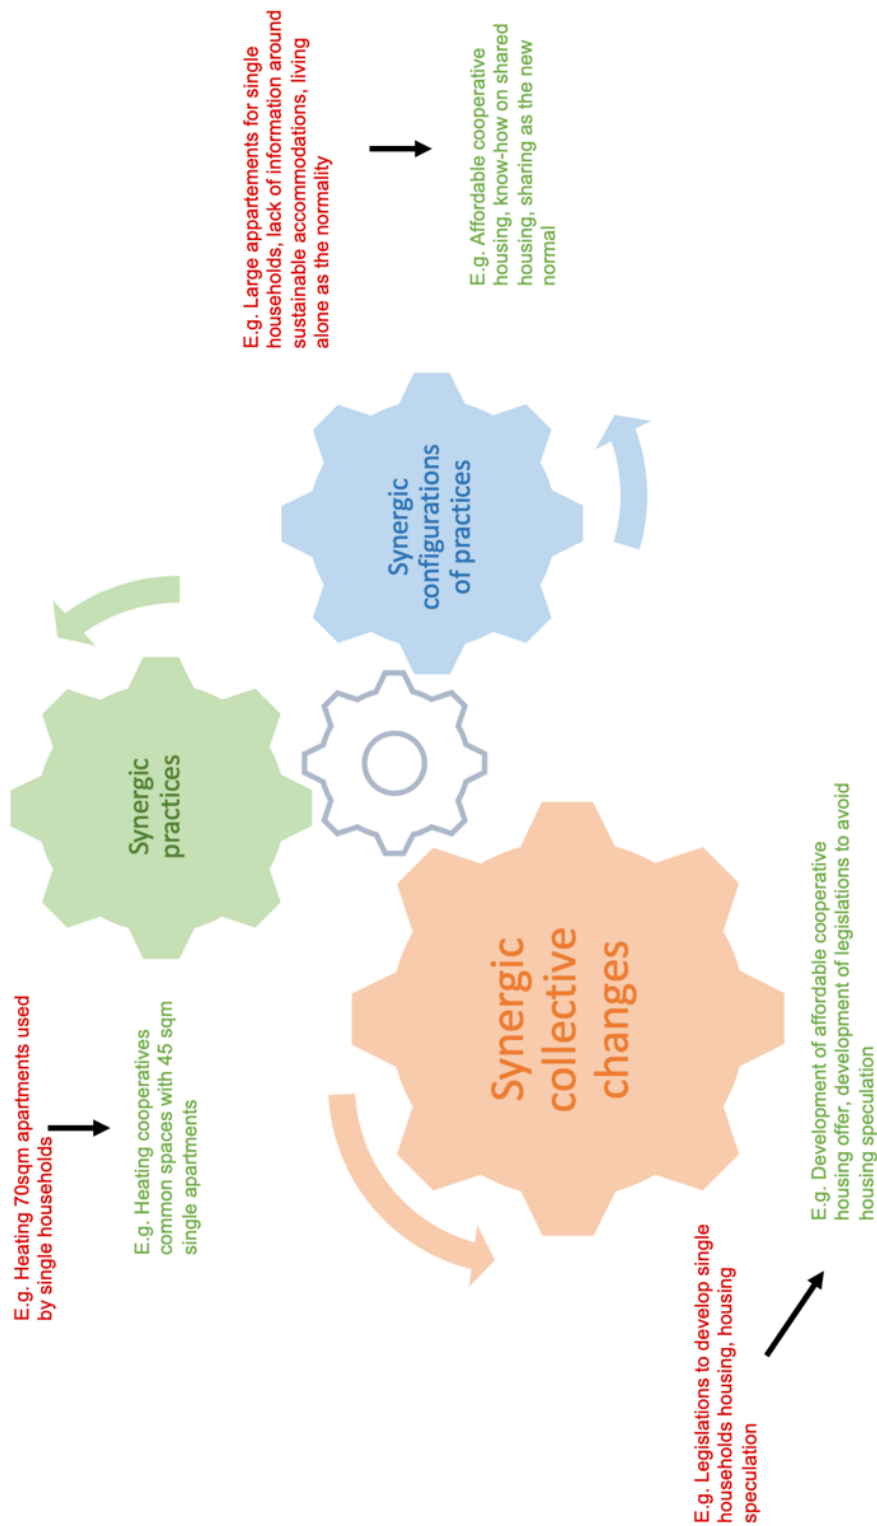 E.g. Heating 70sqm apartments used
by single households
E.g. Heating cooperatives
common spaces with 45 sqm
single apartments
Synergic
practices
E.g. Large appartements for single
households, lack of information around
sustainable accommodations, living
alone as the normality
E.g. Affordable cooperative
housing, know-how on shared
housing, sharing as the new
normal
Synergic
configurations
of practices
Synergic
collective
changes
E.g. Legislations to develop single
households housing, housing
speculation
E.g. Development of affordable cooperative
housing offer, development of legislations to avoid
housing speculation